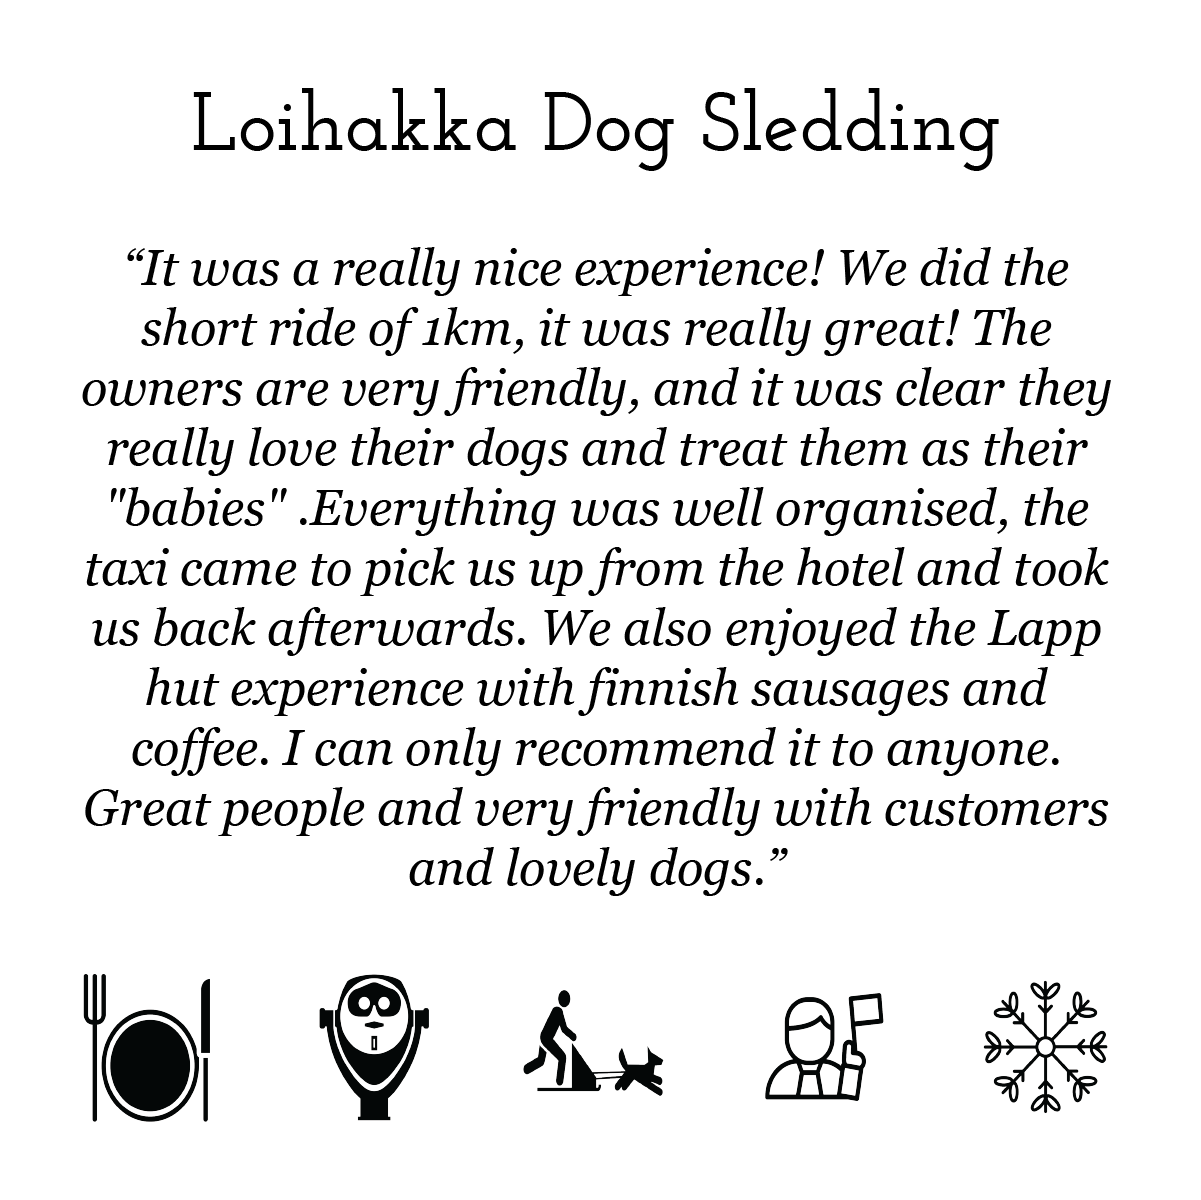 Loihakka Dog Sledding
“It was a really nice experience! We did the
short ride of 1km, it was really great! The
owners are very friendly, and it was clear they
really love their dogs and treat them as their
"babies" .Everything was well organised, the
taxi came to pick us up from the hotel and took
us back afterwards. We also enjoyed the Lapp
hut experience with finnish sausages and
coffee. I can only recommend it to anyone.
Great people and very friendly with customers
and lovely dogs.”